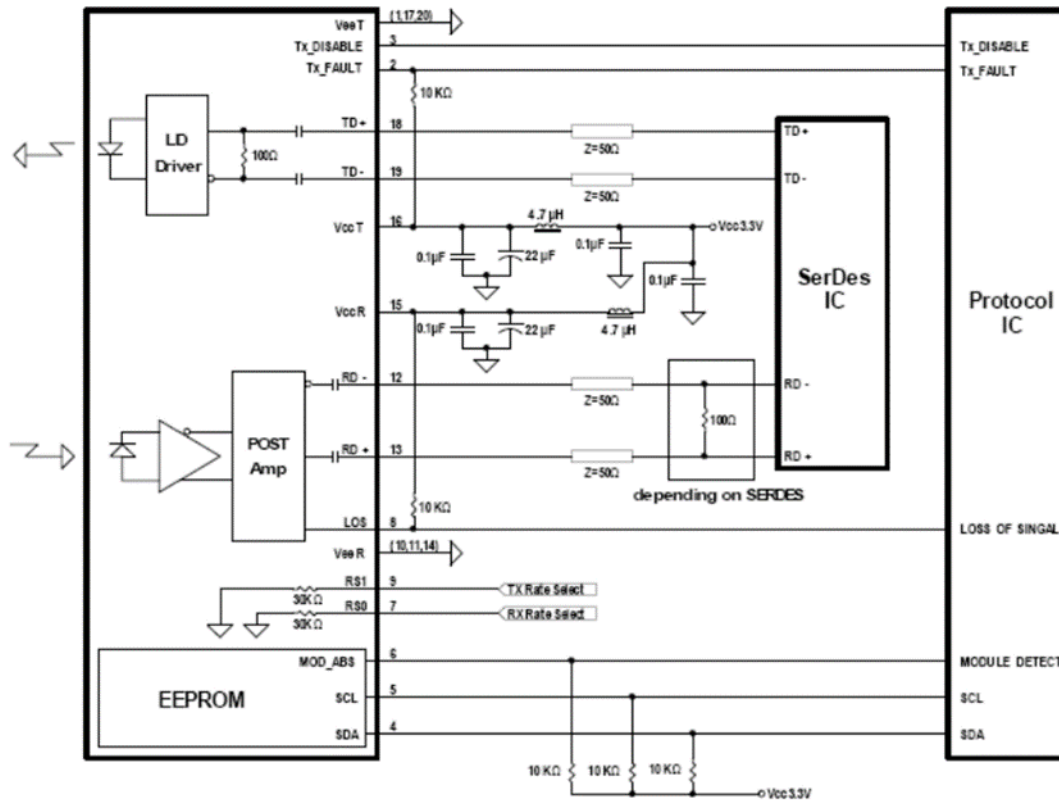 VeeT (1,17,20)
Tx_DISABLE 3 Tx_DISABLE
Tx_FAULT 2 Tx_FAULT
10 KΩ
LD
Driver
100Ω
TD+ 18 Z=50Ω TD+
TD- 19 Z=50Ω TD-
VccT 16 4.7 µH Vcc3.3V
0.1µF 22 µF 0.1µF 0.1µF
SerDes
IC
Protocol
IC
VccR 15
0.1µF 22 µF 4.7 µH
RD - 12 Z=50Ω RD -
100Ω
POST
Amp
RD + 13 Z=50Ω RD +
depending on SERDES
10 KΩ
LOS 8 LOSS OF SINGAL
VeeR (10,11,14)
RS1 9 TX Rate Select
30KΩ
RS0 7 RX Rate Select
30KΩ
MOD_ABS 6 MODULE DETECT
EEPROM
SCL 5 SCL
SDA 4 SDA
10 KΩ 10 KΩ 10 KΩ
Vcc3.3V